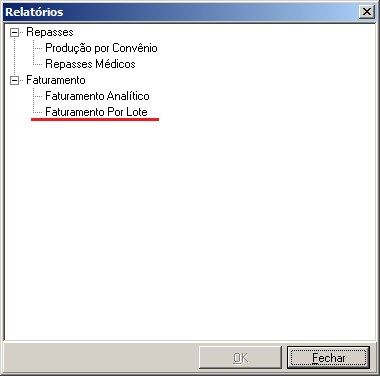 Relatórios
Repasses
Produção por Convênio
Repasses Médicos
Faturamento
Faturamento Analítico
Faturamento Por Lote
OK
Fechar